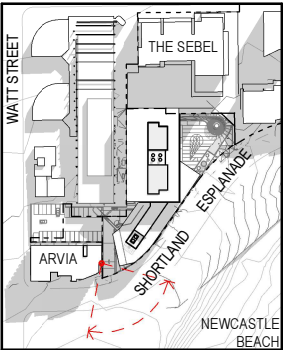 WATT STREET
THE SEBEL
SHORTLAND
ESPLANADE
ARVIA
NEWCASTLE
BEACH